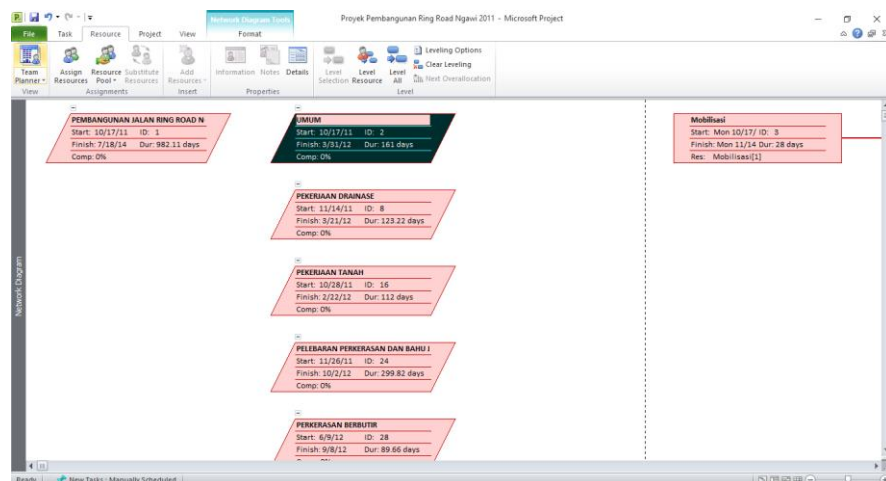 Network Diagram Tools
Proyek Pembangunan Ring Road Ngawi 2011 - Microsoft Project
File Task Resource Project View Format
Team Planner
Assign Resources
Resource Pool
Substitute Resources
Add Resources
Information Notes Details
Level Selection
Level Resource
Level All
Leveling Options
Clear Leveling
Next Overallocation
View Assignments Insert Properties Level
PEMBANGUNAN JALAN RING ROAD N
Start: 10/17/11 ID: 1
Finish: 7/18/14 Dur: 982.11 days
Comp: 0%
UMUM
Start: 10/17/11 ID: 2
Finish: 3/31/12 Dur: 161 days
Comp: 0%
Mobilisasi
Start: Mon 10/17/ ID: 3
Finish: Mon 11/14 Dur: 28 days
Res: Mobilisasi[1]
PEKERJAAN DRAINASE
Start: 11/14/11 ID: 8
Finish: 3/21/12 Dur: 123.22 days
Comp: 0%
PEKERJAAN TANAH
Start: 10/28/11 ID: 16
Finish: 2/22/12 Dur: 112 days
Comp: 0%
PELEBARAN PERKERASAN DAN BAHU J
Start: 11/26/11 ID: 24
Finish: 10/2/12 Dur: 299.82 days
Comp: 0%
PERKERASAN BERBUTIR
Start: 6/9/12 ID: 28
Finish: 9/8/12 Dur: 89.66 days
Network Diagram
Ready New Tasks : Manually Scheduled